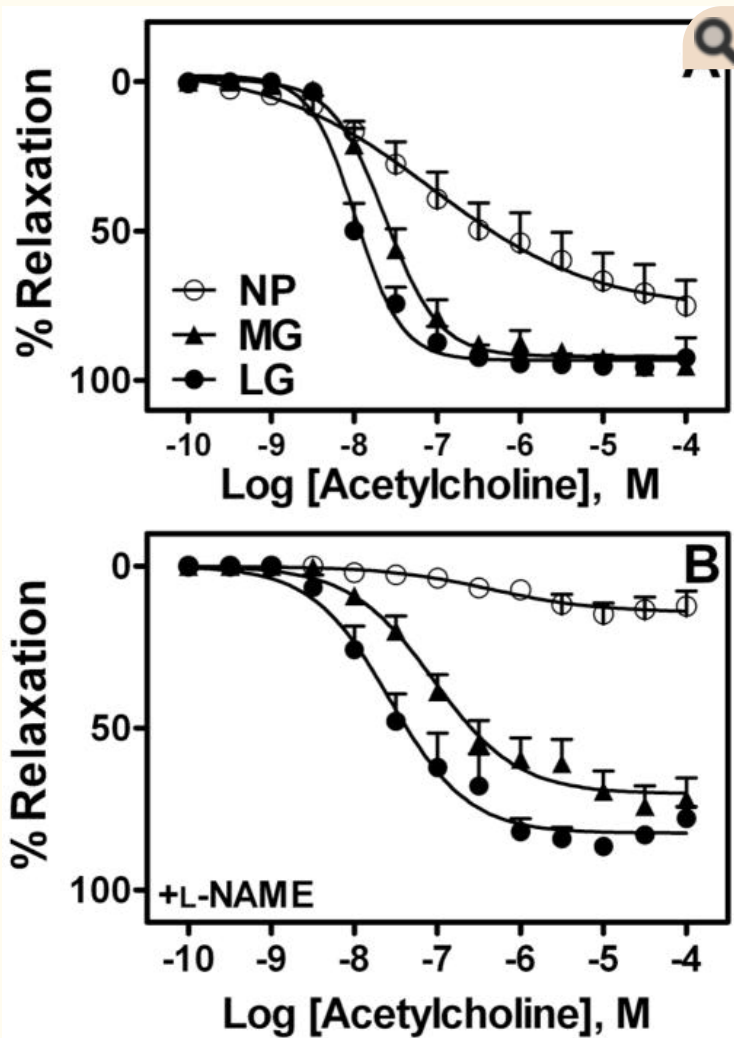 A
0
50
100
% Relaxation
NP
MG
LG
-10 -9 -8 -7 -6 -5 -4
Log [Acetylcholine], M
B
0
50
100
% Relaxation
+L-NAME
-10 -9 -8 -7 -6 -5 -4
Log [Acetylcholine], M